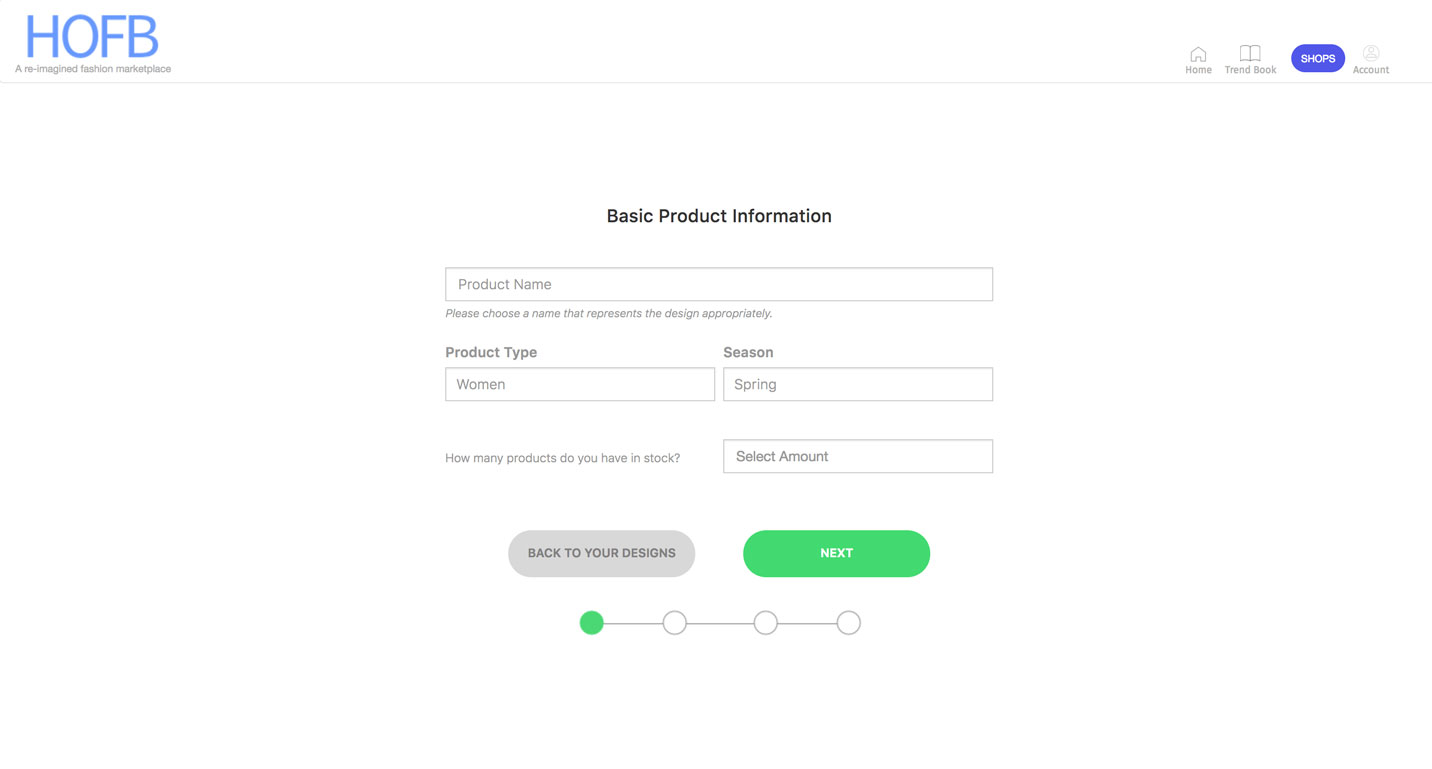 HOFB
A re-imagined fashion marketplace
Home
Trend Book
SHOPS
Account
Basic Product Information
Product Name
Please choose a name that represents the design appropriately.
Product Type
Season
Women
Spring
How many products do you have in stock?
Select Amount
BACK TO YOUR DESIGNS
NEXT